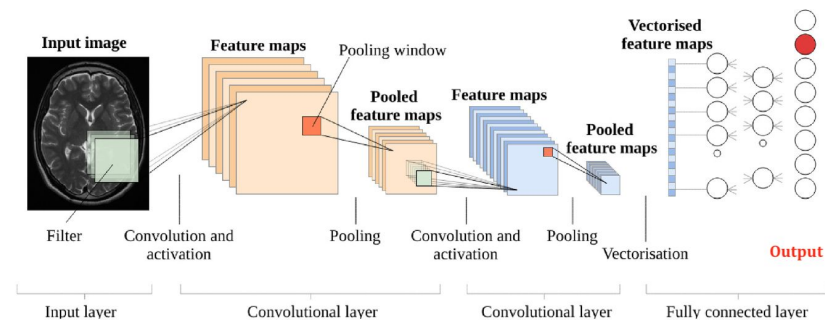 Input image
Feature maps
Pooling window
Pooled
feature maps
Feature maps
Pooled
feature maps
Vectorised
feature maps
Filter
Convolution and
activation
Pooling
Convolution and
activation
Pooling
Vectorisation
Output
Input layer
Convolutional layer
Convolutional layer
Fully connected layer